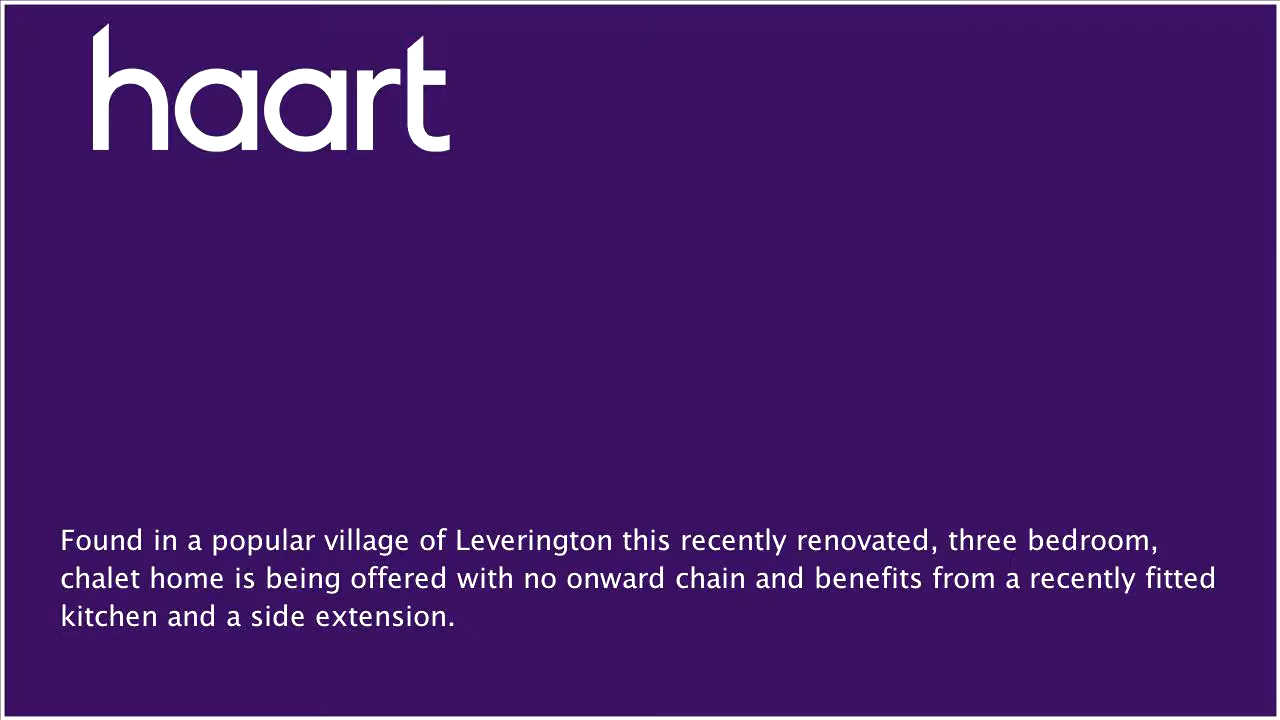 haart
Found in a popular village of Leverington this recently renovated, three bedroom,
chalet home is being offered with no onward chain and benefits from a recently fitted
kitchen and a side extension.